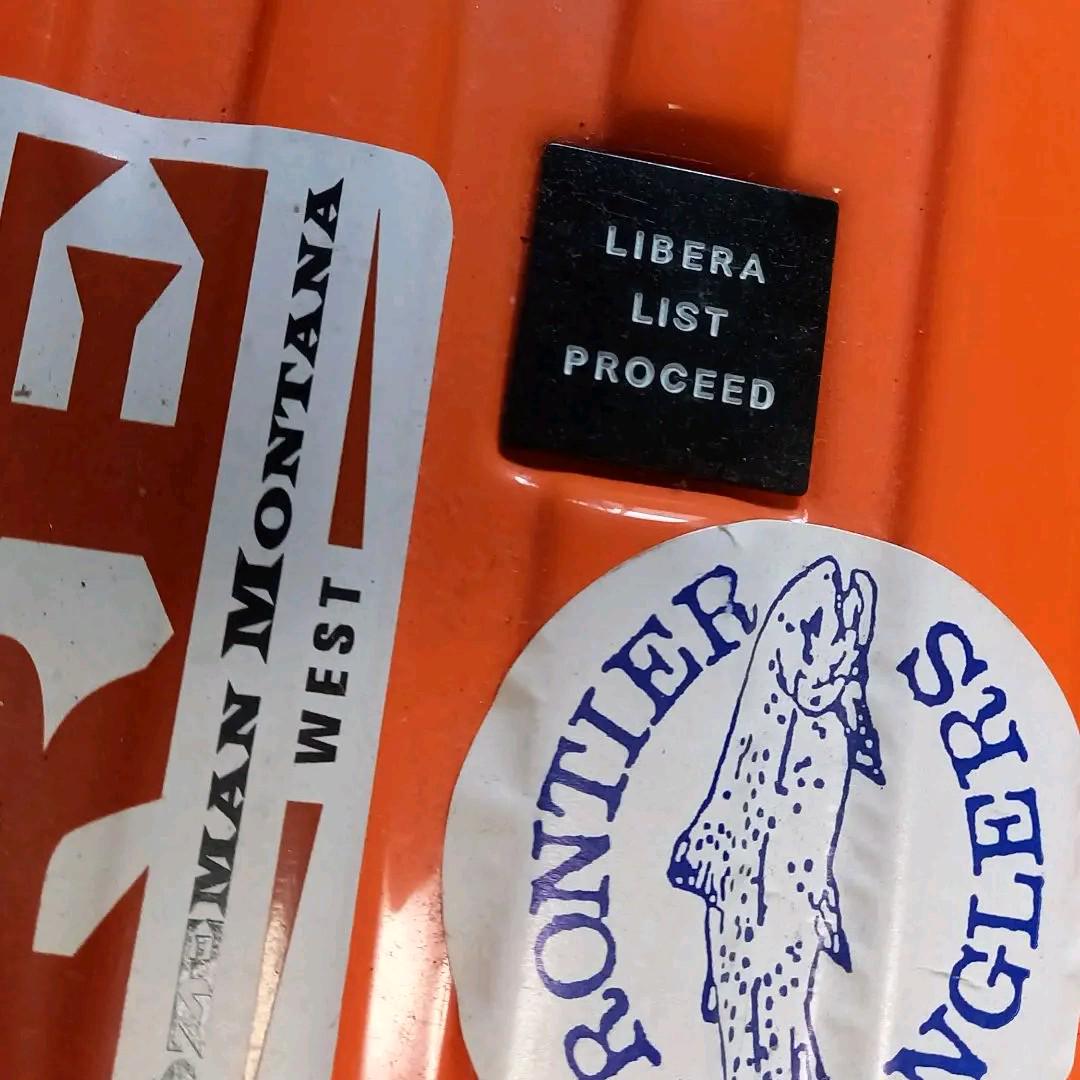 LIBERA
LIST
PROCEED
MAN MONTANA
WEST
RONTIER
NGLERS